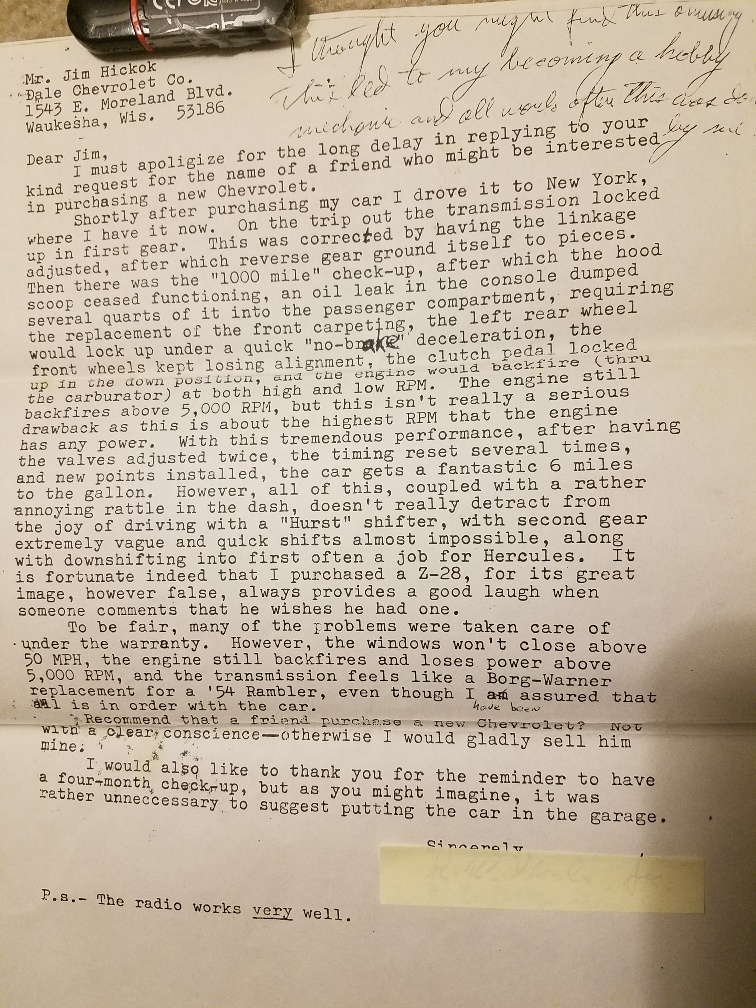 I thought you might find this amusing
This led to my becoming a hobby
mechanic and all work after this was
by me
Mr. Jim Hickok
Dale Chevrolet Co.
1543 E. Moreland Blvd.
Waukesha, Wis.  53186
Dear Jim,
I must apoligize for the long delay in replying to your
kind request for the name of a friend who might be interested
in purchasing a new Chevrolet.
Shortly after purchasing my car I drove it to New York,
where I have it now.  On the trip out the transmission locked
up in first gear.  This was corrected by having the linkage
adjusted, after which reverse gear ground itself to pieces.
Then there was the "1000 mile" check-up, after which the hood
scoop ceased functioning, an oil leak in the console dumped
several quarts of it into the passenger compartment, requiring
the replacement of the front carpeting, the left rear wheel
would lock up under a quick "no-brake" deceleration, the
front wheels kept losing alignment, the clutch pedal locked
up in the down position, and the engine would backfire (thru
the carburator) at both high and low RPM.  The engine still
backfires above 5,000 RPM, but this isn't really a serious
drawback as this is about the highest RPM that the engine
has any power.  With this tremendous performance, after having
the valves adjusted twice, the timing reset several times,
and new points installed, the car gets a fantastic 6 miles
to the gallon.  However, all of this, coupled with a rather
annoying rattle in the dash, doesn't really detract from
the joy of driving with a "Hurst" shifter, with second gear
extremely vague and quick shifts almost impossible, along
with downshifting into first often a job for Hercules.  It
is fortunate indeed that I purchased a Z-28, for its great
image, however false, always provides a good laugh when
someone comments that he wishes he had one.
To be fair, many of the problems were taken care of
under the warranty.  However, the windows won't close above
50 MPH, the engine still backfires and loses power above
5,000 RPM, and the transmission feels like a Borg-Warner
replacement for a '54 Rambler, even though I am assured that
have been
all is in order with the car.
Recommend that a friend purchase a new Chevrolet?  Not
with a clear conscience—otherwise I would gladly sell him
mine.
I would also like to thank you for the reminder to have
a four-month check-up, but as you might imagine, it was
rather unneccessary to suggest putting the car in the garage.
Sincerely
P.s.- The radio works very well.